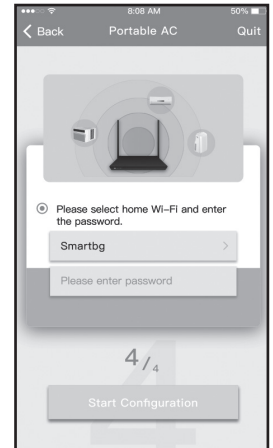 8:08 AM 50%
Back Portable AC Quit
Please select home Wi-Fi and enter
the password.
Smartbg
Please enter password
4/4
Start Configuration